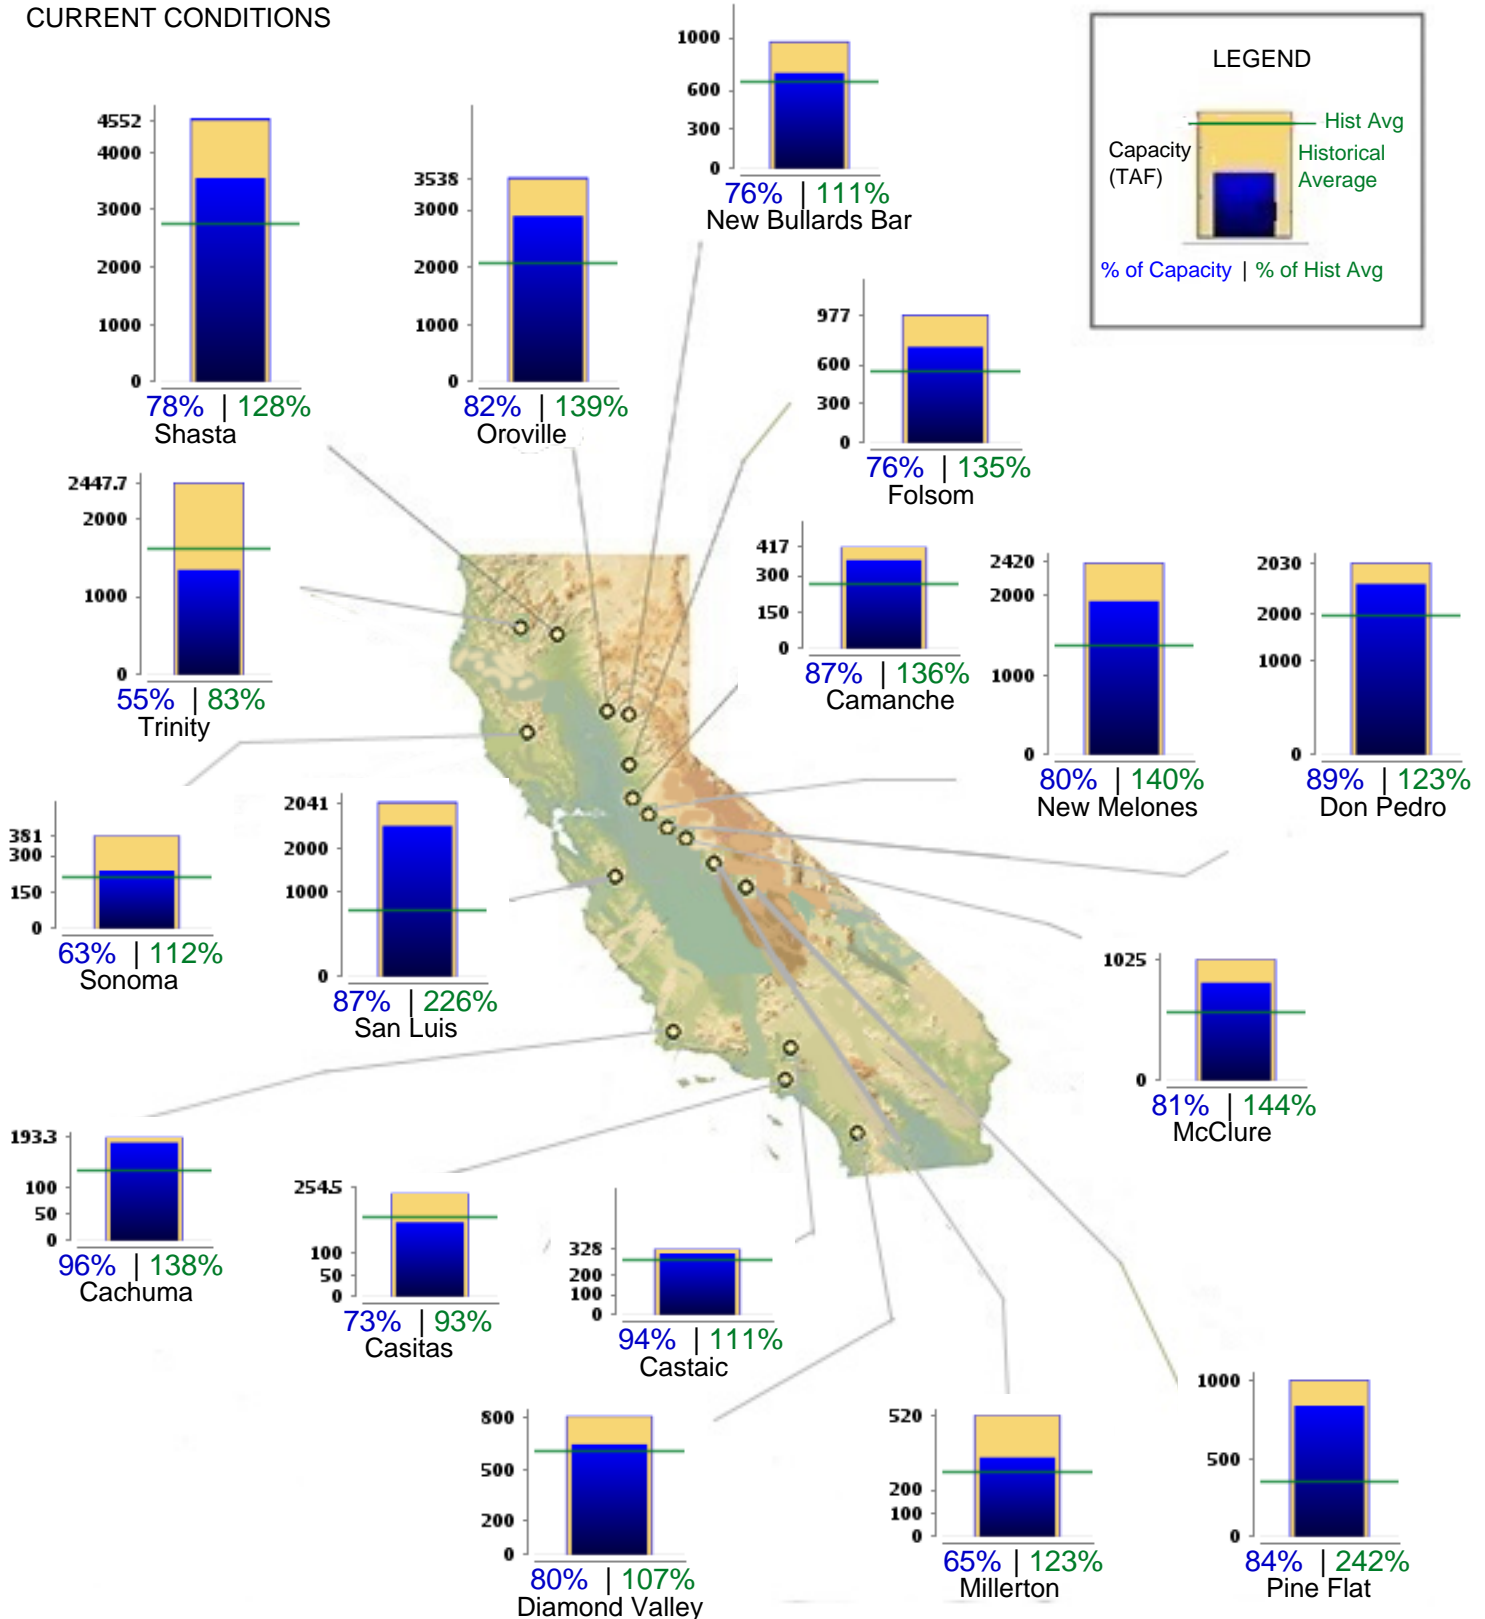 CURRENT CONDITIONS
1000
600
300
0
76% | 111%
New Bullards Bar
LEGEND
Hist Avg
Capacity
(TAF)
Historical
Average
% of Capacity | % of Hist Avg
4552
4000
3000
2000
1000
0
78% | 128%
Shasta
3538
3000
2000
1000
0
82% | 139%
Oroville
977
600
300
0
76% | 135%
Folsom
2447.7
2000
1000
0
55% | 83%
Trinity
417
300
150
0
87% | 136%
Camanche
2420
2000
1000
0
80% | 140%
New Melones
2030
2000
1000
0
89% | 123%
Don Pedro
381
300
150
0
63% | 112%
Sonoma
2041
2000
1000
0
87% | 226%
San Luis
1025
0
81% | 144%
McClure
193.3
100
50
0
96% | 138%
Cachuma
254.5
100
50
0
73% | 93%
Casitas
328
200
100
0
94% | 111%
Castaic
800
500
200
0
80% | 107%
Diamond Valley
520
200
100
0
65% | 123%
Millerton
1000
500
0
84% | 242%
Pine Flat